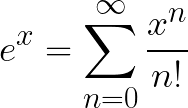 $e^x = \sum_{n=0}^{\infty} \frac{x^n}{n!}$